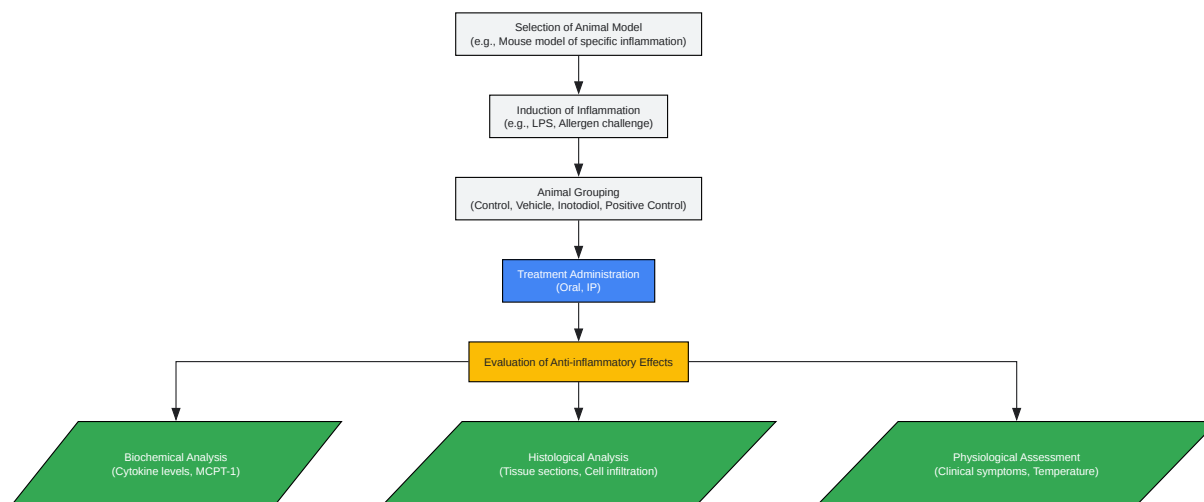 Selection of Animal Model
(e.g., Mouse model of specific inflammation)
Induction of Inflammation
(e.g., LPS, Allergen challenge)
Animal Grouping
(Control, Vehicle, Inotodiol, Positive Control)
Treatment Administration
(Oral, IP)
Evaluation of Anti-inflammatory Effects
Biochemical Analysis
(Cytokine levels, MCPT-1)
Histological Analysis
(Tissue sections, Cell infiltration)
Physiological Assessment
(Clinical symptoms, Temperature)